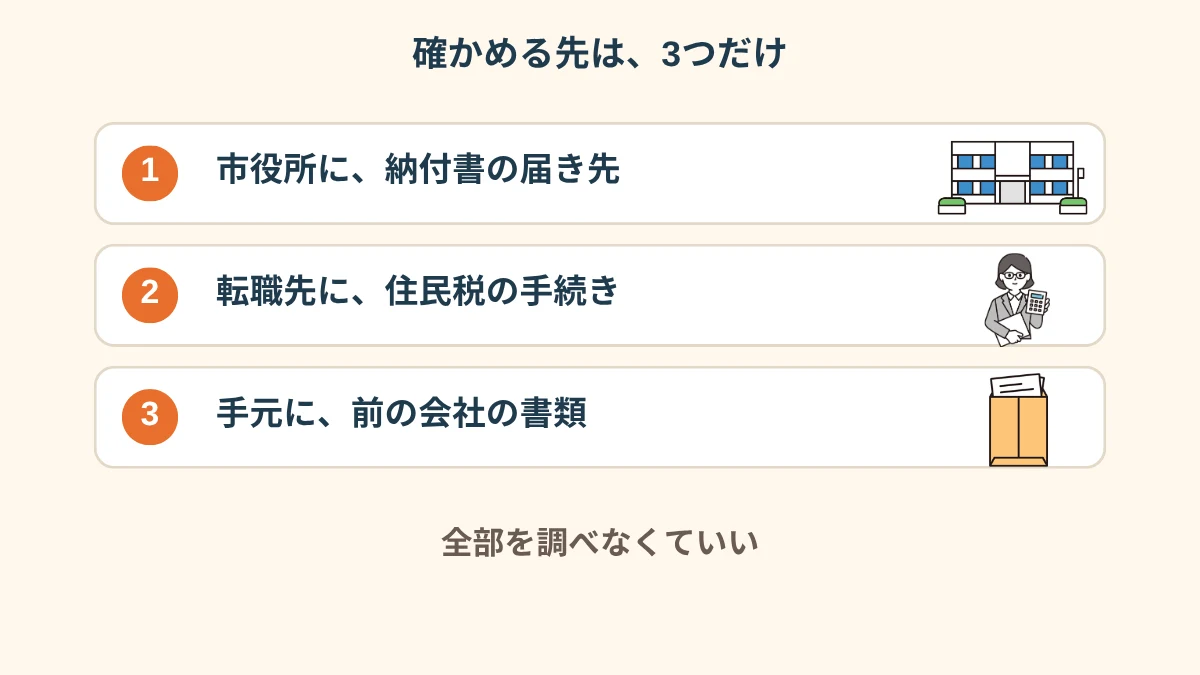 確かめる先は、3つだけ
1 市役所に、納付書の届き先
2 転職先に、住民税の手続き
3 手元に、前の会社の書類
全部を調べなくていい